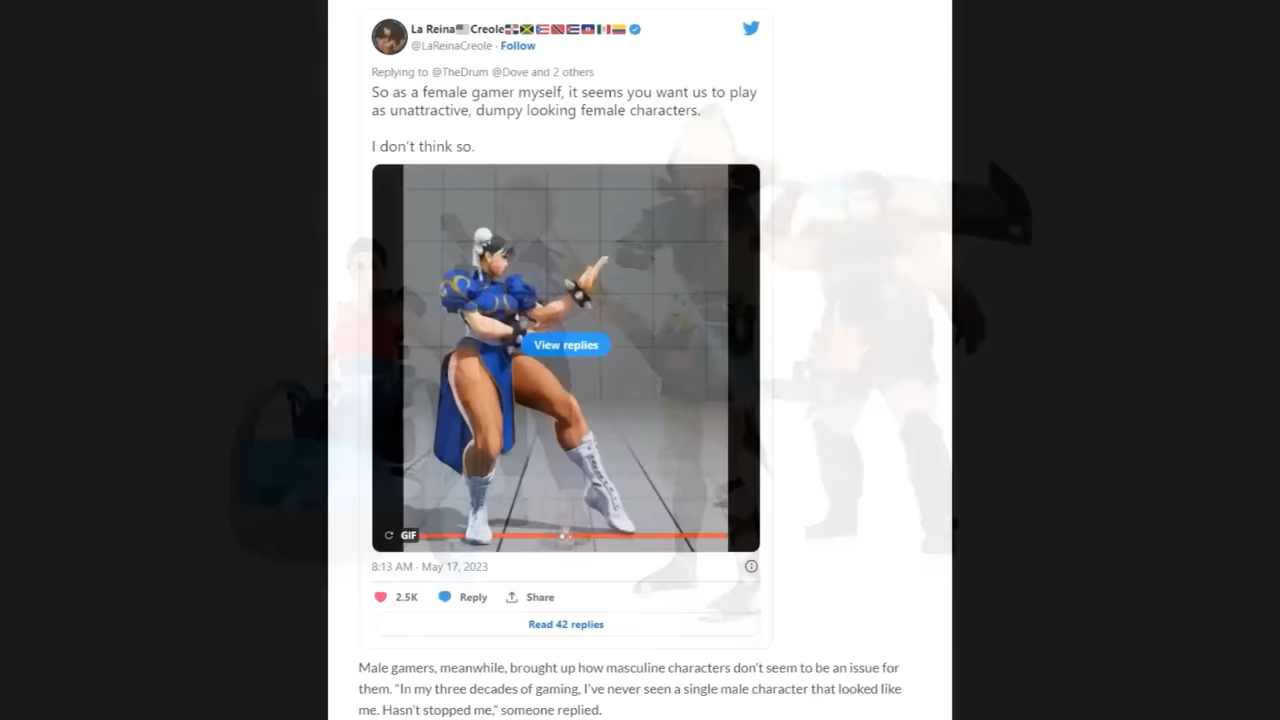 La Reina🇺🇸Creole🇩🇴🇯🇲🇵🇷🇹🇹🇨🇺🇭🇹🇲🇽🇨🇴
@LaReinaCreole · Follow
Replying to @TheDrum @Dove and 2 others
So as a female gamer myself, it seems you want us to play
as unattractive, dumpy looking female characters.
I don't think so.
View replies
GIF
8:13 AM · May 17, 2023
2.5K Reply Share
Read 42 replies
Male gamers, meanwhile, brought up how masculine characters don't seem to be an issue for
them. "In my three decades of gaming, I've never seen a single male character that looked like
me. Hasn't stopped me," someone replied.